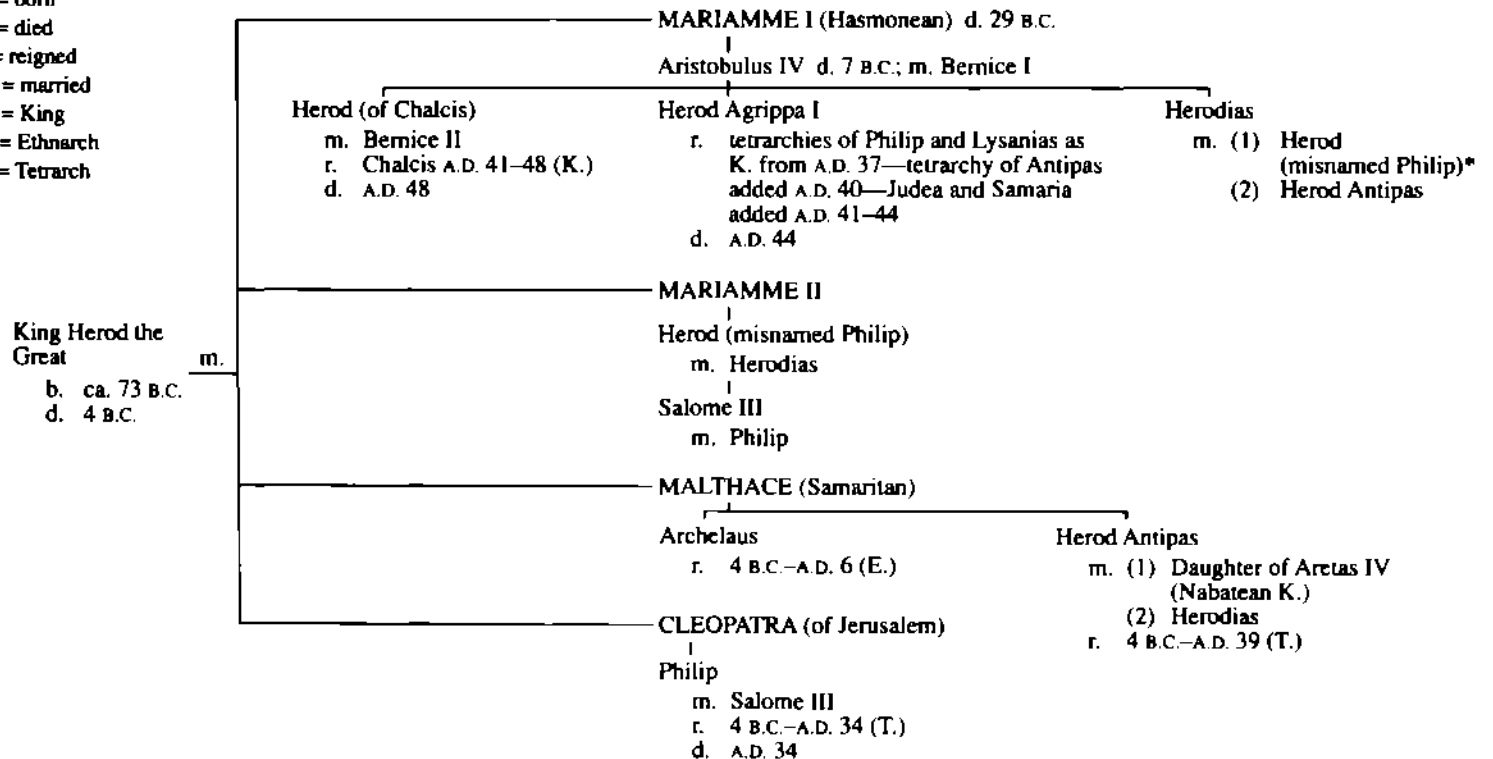 = died
= reigned
= married
= King
= Ethnarch
= Tetrarch
MARIAMME I (Hasmonean) d. 29 B.C.
Aristobulus IV d. 7 B.C.; m. Bernice I
Herod (of Chalcis)
m. Bernice II
r. Chalcis A.D. 41–48 (K.)
d. A.D. 48
Herod Agrippa I
r. tetrarchies of Philip and Lysanias as
K. from A.D. 37—tetrarchy of Antipas
added A.D. 40—Judea and Samaria
added A.D. 41–44
d. A.D. 44
Herodias
m. (1) Herod
(misnamed Philip)*
(2) Herod Antipas
King Herod the
Great
b. ca. 73 B.C.
d. 4 B.C.
m.
MARIAMME II
Herod (misnamed Philip)
m. Herodias
Salome III
m. Philip
MALTHACE (Samaritan)
Archelaus
r. 4 B.C.–A.D. 6 (E.)
Herod Antipas
m. (1) Daughter of Aretas IV
(Nabatean K.)
(2) Herodias
r. 4 B.C.–A.D. 39 (T.)
CLEOPATRA (of Jerusalem)
Philip
m. Salome III
r. 4 B.C.–A.D. 34 (T.)
d. A.D. 34